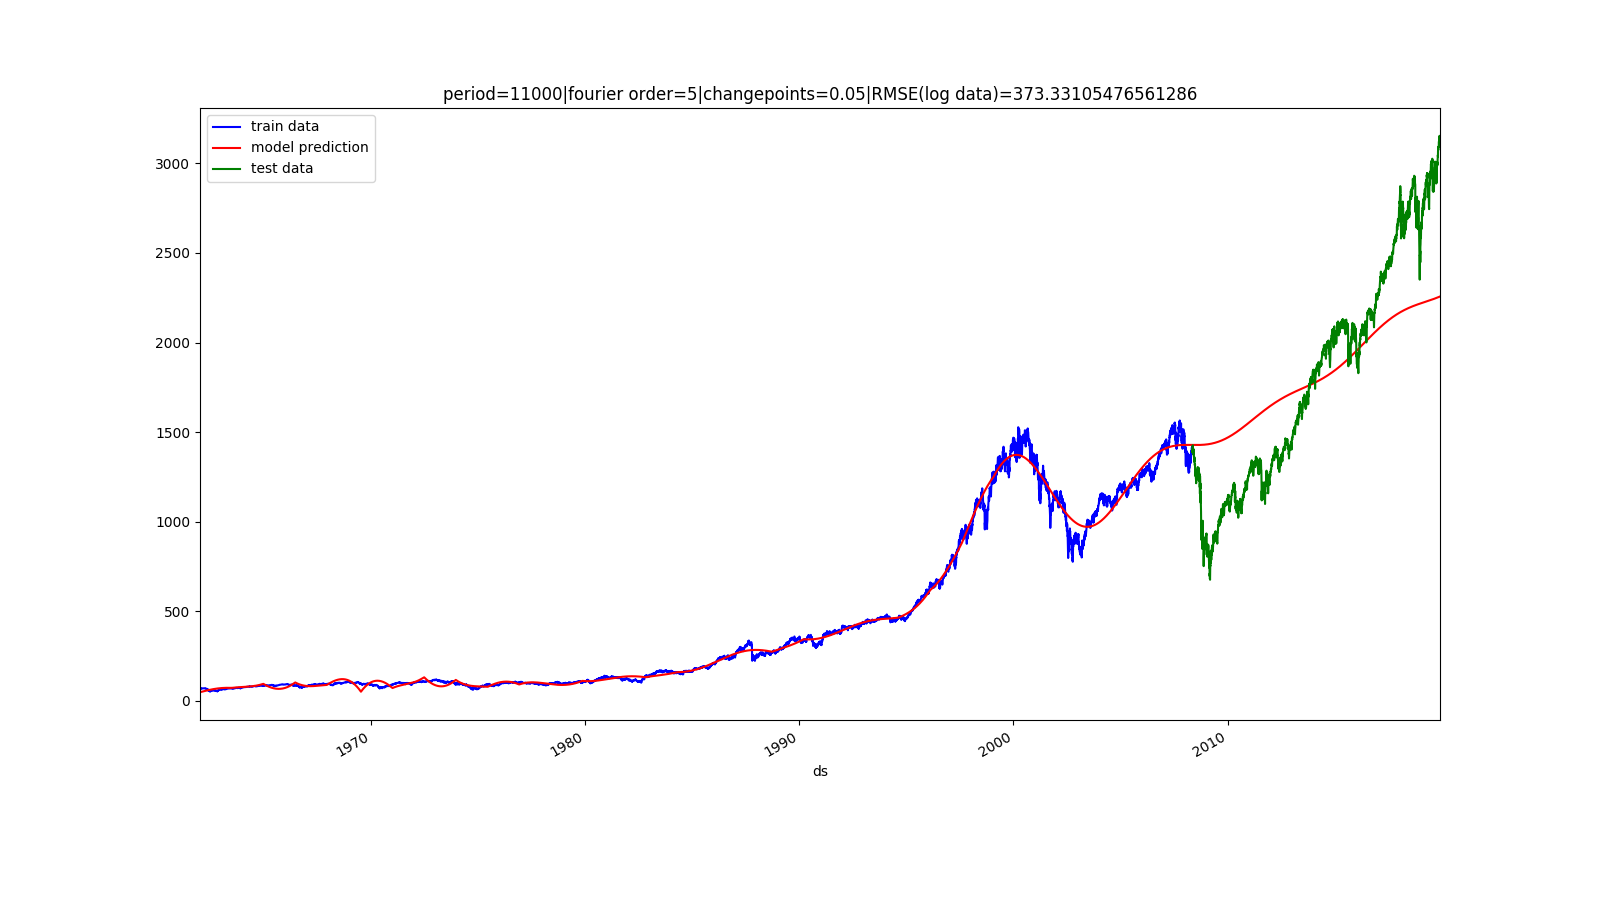 period=11000|fourier order=5|changepoints=0.05|RMSE(log data)=373.33105476561286
train data
model prediction
test data
3000
2500
2000
1500
1000
500
0
1970
1980
1990
2000
2010
ds